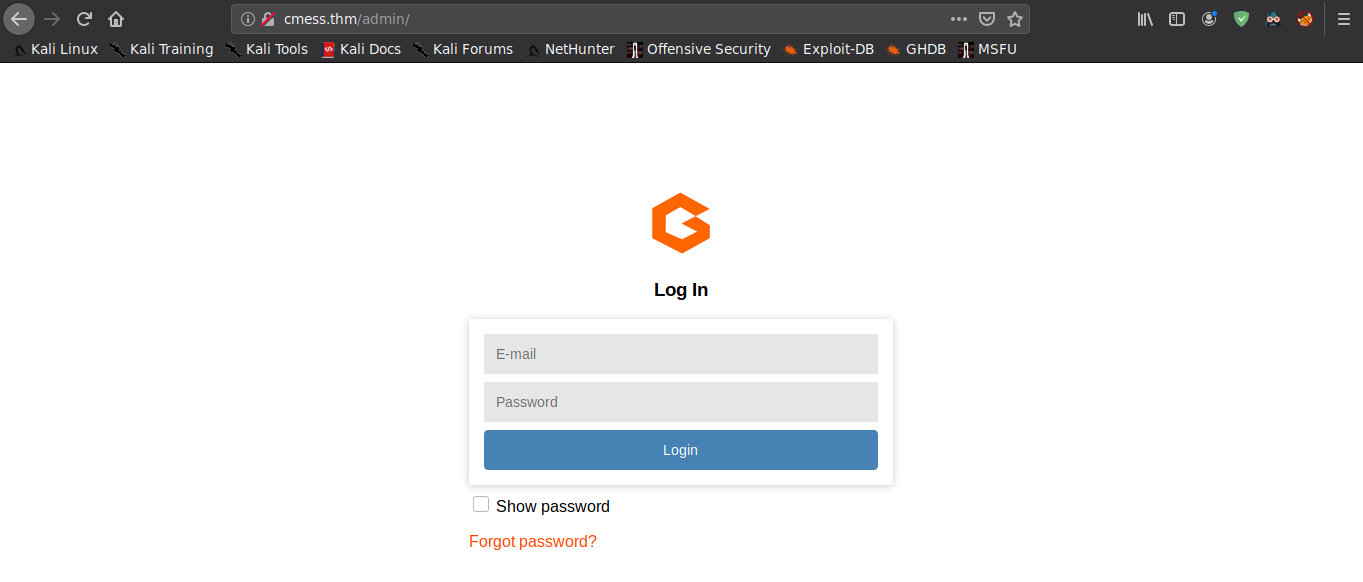 cmess.thm/admin/
Kali Linux Kali Training Kali Tools Kali Docs Kali Forums NetHunter Offensive Security Exploit-DB GHDB MSFU
Log In
E-mail
Password
Login
Show password
Forgot password?